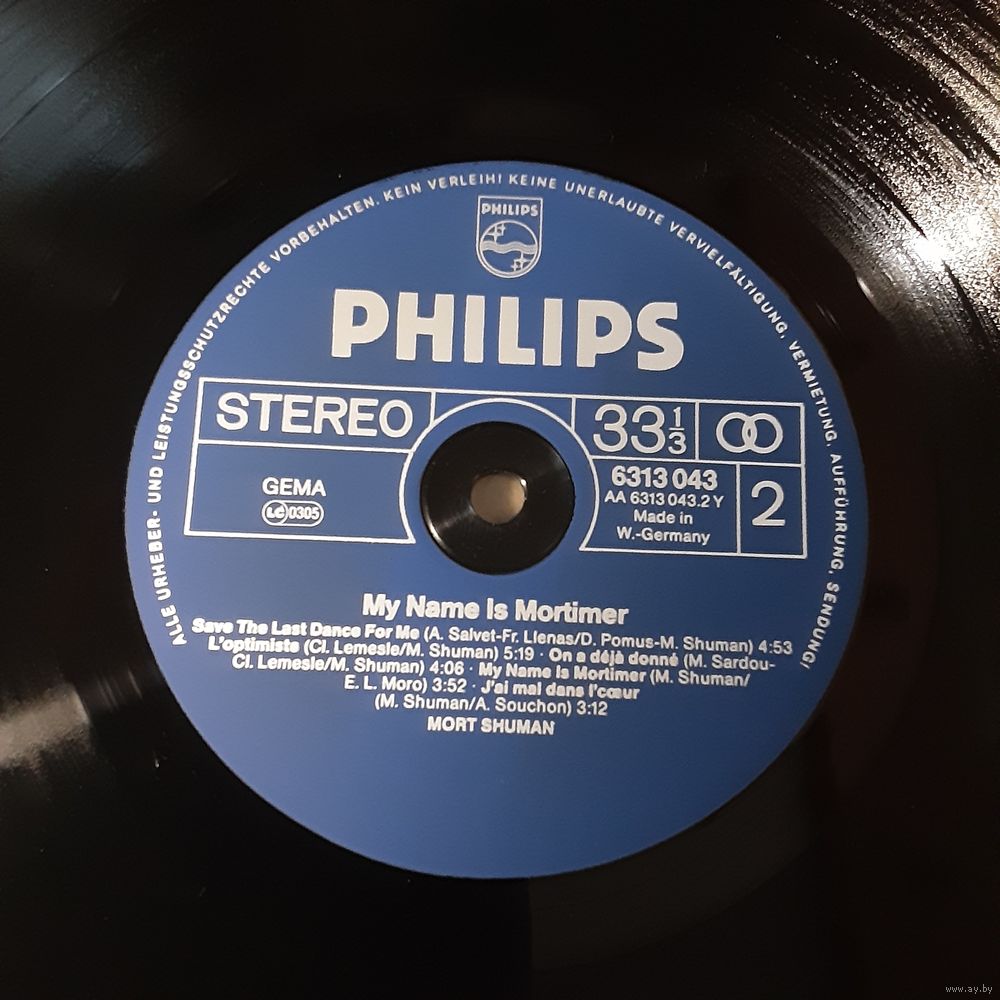 ALLE URHEBER- UND LEISTUNGSSCHUTZRECHTE VORBEHALTEN. KEIN VERLEIH! KEINE UNERLAUBTE VERVIELFÄLTIGUNG, VERMIETUNG, AUFFÜHRUNG, SENDUNG!
PHILIPS
PHILIPS
STEREO
33 1/3
GEMA
LC 0305
6313 043
AA 6313 043.2 Y
Made in
W.-Germany
2
My Name Is Mortimer
Save The Last Dance For Me (A. Salvet-Fr. Llenas/D. Pomus-M. Shuman) 4:53
L'optimiste (Cl. Lemesle/M. Shuman) 5:19 · On a déjà donné (M. Sardou-
Cl. Lemesle/M. Shuman) 4:06 · My Name Is Mortimer (M. Shuman/
E. L. Moro) 3:52 · J'ai mal dans l'cœur
(M. Shuman/A. Souchon) 3:12
MORT SHUMAN
www.ay.by